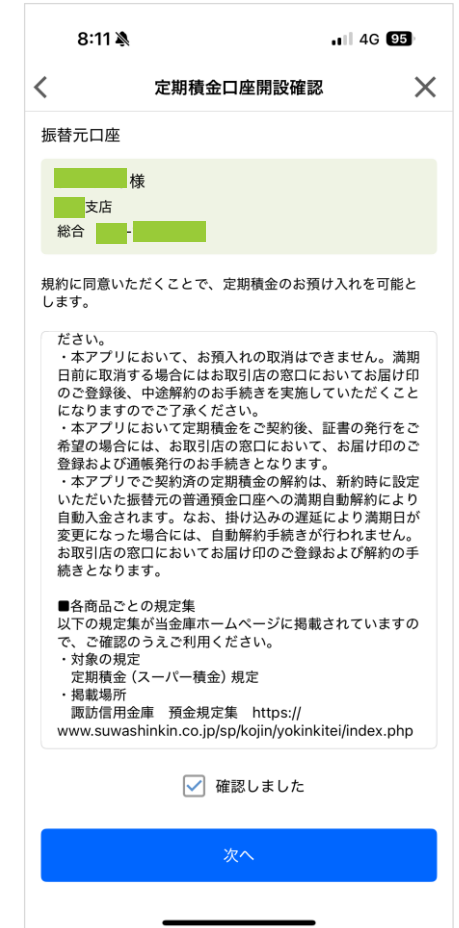 8:11
4G 95
定期積金口座開設確認
振替元口座
様
支店
総合 -
規約に同意いただくことで、定期積金のお預け入れを可能と
します。
ださい。
・本アプリにおいて、お預入れの取消はできません。満期
日前に取消する場合にはお取引店の窓口においてお届け印
のご登録後、中途解約のお手続きを実施していただくこと
になりますのでご了承ください。
・本アプリにおいて定期積金をご契約後、証書の発行をご
希望の場合には、お取引店の窓口において、お届け印のご
登録および通帳発行のお手続きとなります。
・本アプリでご契約済の定期積金の解約は、新約時に設定
いただいた振替元の普通預金口座への満期自動解約により
自動入金されます。なお、掛け込みの遅延により満期日が
変更になった場合には、自動解約手続きが行われません。
お取引店の窓口においてお届け印のご登録および解約の手
続きとなります。
■各商品ごとの規定集
以下の規定集が当金庫ホームページに掲載されていますの
で、ご確認のうえご利用ください。
・対象の規定
定期積金（スーパー積金）規定
・掲載場所
諏訪信用金庫　預金規定集　https://
www.suwashinkin.co.jp/sp/kojin/yokinkitei/index.php
確認しました
次へ